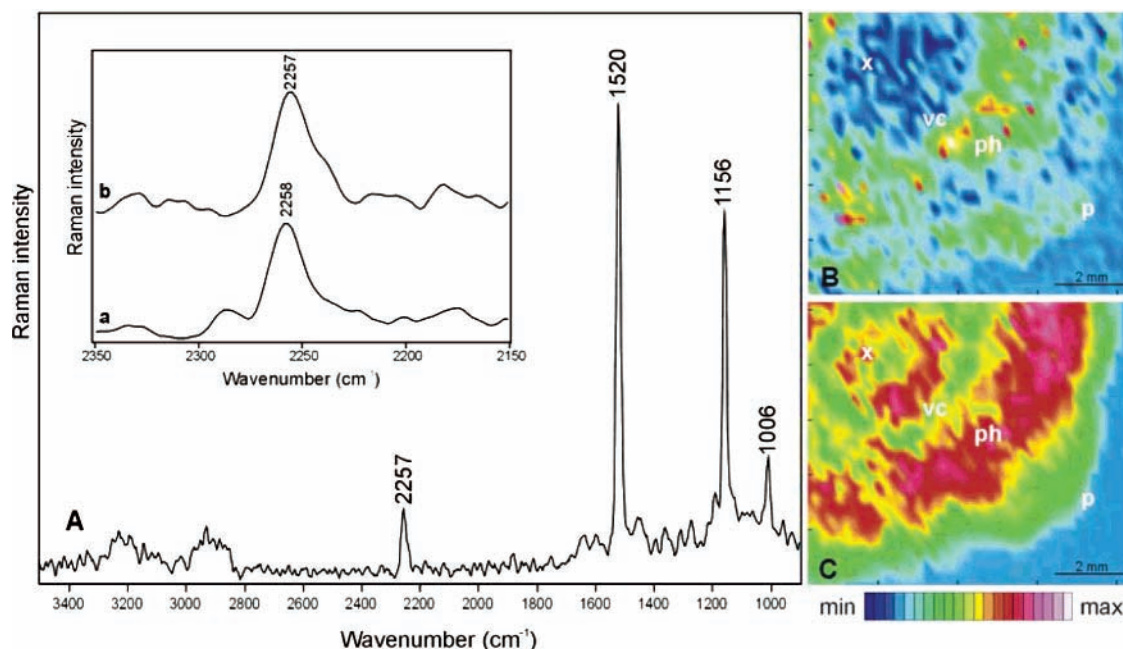 Raman intensity
3400 3200 3000 2800 2600 2400 2200 2000 1800 1600 1400 1200 1000
Wavenumber (cm⁻¹)
A
2257
1520
1156
1006
Raman intensity
b
2257
a
2258
2350 2300 2250 2200 2150
Wavenumber (cm⁻¹)
x
vc
ph
p
B
2 mm
x
vc
ph
p
C
2 mm
min max